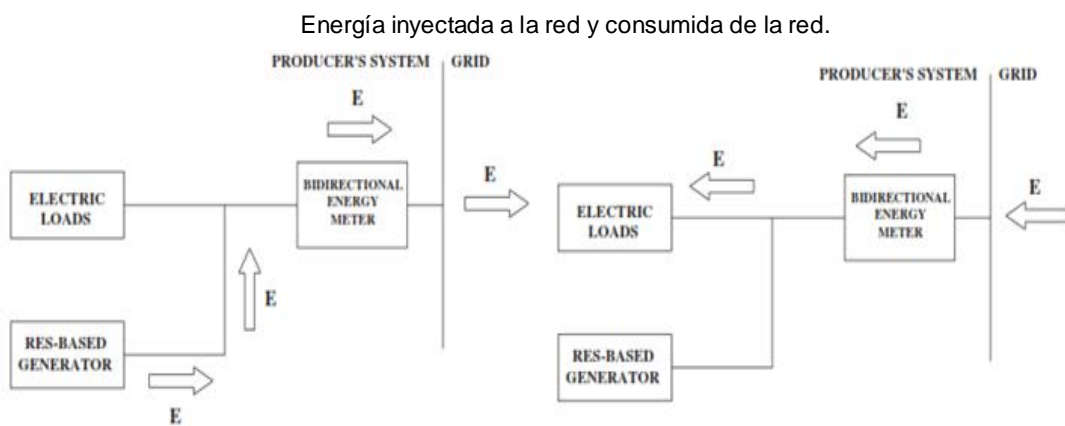 Energía inyectada a la red y consumida de la red.
PRODUCER'S SYSTEM
GRID
E
E
ELECTRIC
LOADS
BIDIRECTIONAL
ENERGY
METER
E
RES-BASED
GENERATOR
E
PRODUCER'S SYSTEM
GRID
E
E
E
ELECTRIC
LOADS
BIDIRECTIONAL
ENERGY
METER
RES-BASED
GENERATOR